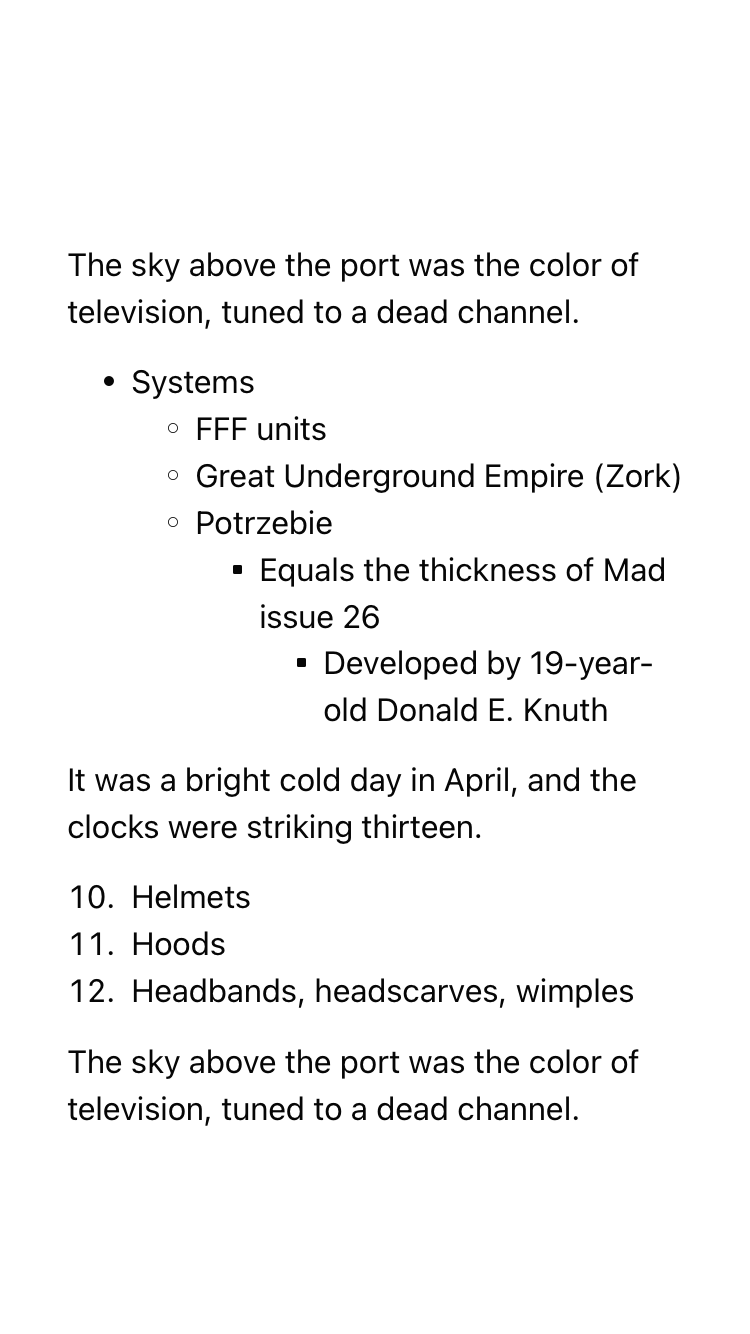 The sky above the port was the color of
television, tuned to a dead channel.
• Systems
◦ FFF units
◦ Great Underground Empire (Zork)
◦ Potrzebie
▪ Equals the thickness of Mad
issue 26
▪ Developed by 19-year-
old Donald E. Knuth
It was a bright cold day in April, and the
clocks were striking thirteen.
10. Helmets
11. Hoods
12. Headbands, headscarves, wimples
The sky above the port was the color of
television, tuned to a dead channel.